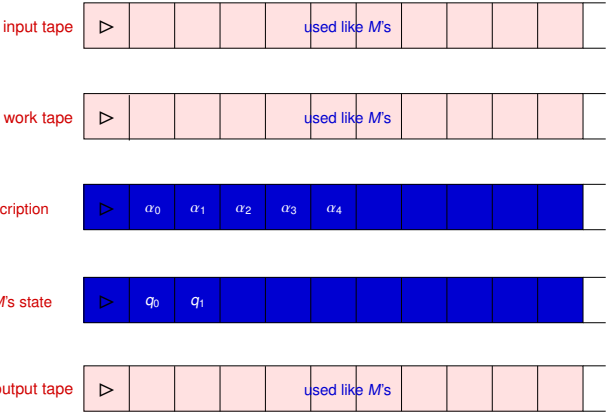 input tape ▷ used like M's
work tape ▷ used like M's
cription ▷ α₀ α₁ α₂ α₃ α₄
M's state ▷ q₀ q₁
output tape ▷ used like M's